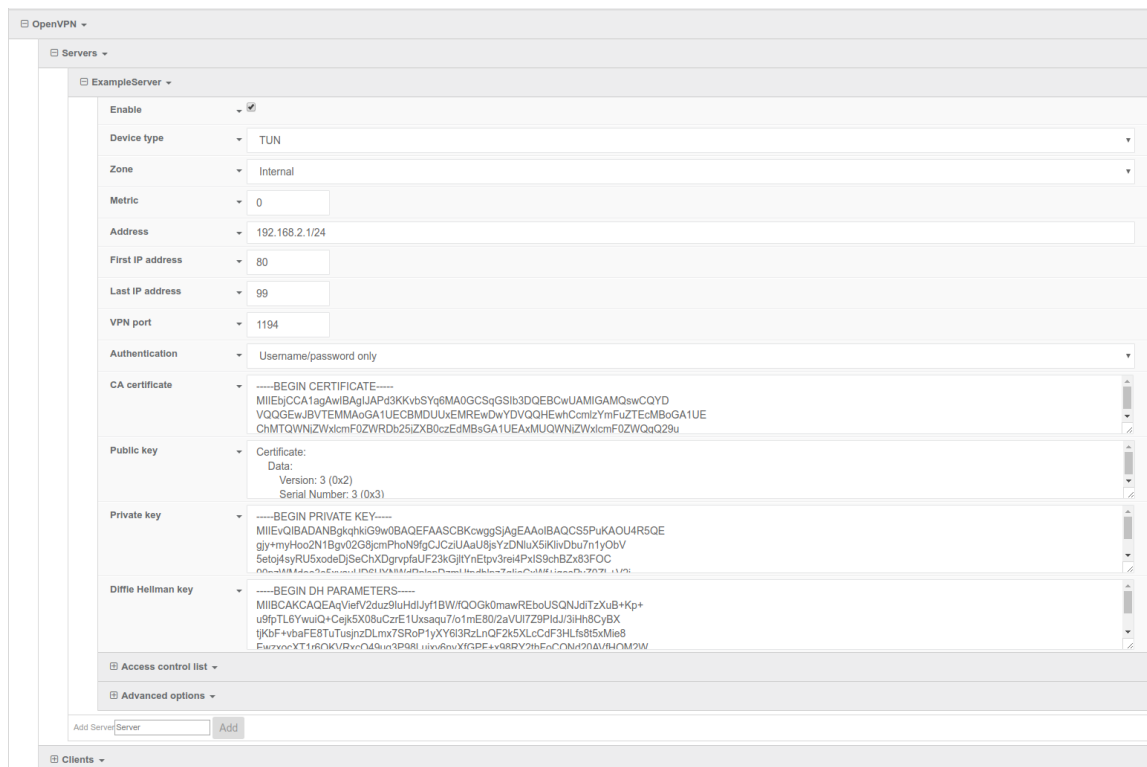 OpenVPN
Servers
ExampleServer
Enable
Device type
TUN
Zone
Internal
Metric
0
Address
192.168.2.1/24
First IP address
80
Last IP address
99
VPN port
1194
Authentication
Username/password only
CA certificate
-----BEGIN CERTIFICATE-----
MIIEbjCCA1agAwIBAgIJAPd3KKvbSYq6MA0GCSqGSIb3DQEBCwUAMIGAMQswCQYD
VQQGEwJBVTEMMAoGA1UECBMDUUxEMREwDwYDVQQHEwhCcmlzYmFuZTEcMBoGA1UE
ChMTQWNjZWxlcmF0ZWRDb25jZXB0czEdMBsGA1UEAxMUQWNjZWxlcmF0ZWQgQ29u
Public key
Certificate:
Data:
Version: 3 (0x2)
Serial Number: 3 (0x3)
Private key
-----BEGIN PRIVATE KEY-----
MIIEvQIBADANBgkqhkiG9w0BAQEFAASCBKcwggSjAgEAAoIBAQCS5PuKAOU4R5QE
gjy+myHoo2N1Bgv02G8jcmPhoN9fgCJCziUAaU8jsYzDNluX5iKlivDbu7n1yObV
5etoj4syRU5xodeDjSeChXDgrvpfaUF23kGjltYnEtpv3rei4PxIS9chBZx83FOC
Diffie Hellman key
-----BEGIN DH PARAMETERS-----
MIIBCAKCAQEAqViefV2duz9IuHdIJyf1BW/fQOGk0mawREboUSQNJdiTzXuB+Kp+
u9fpTL6YwuiQ+Cejk5X08uCzrE1Uxsaqu7/o1mE80/2aVUl7Z9PIdJ/3iHh8CyBX
tjKbF+vbaFE8TuTusjnzDLmx7SRoP1yXY6l3RzLnQF2k5XLcCdF3HLfs8t5xMie8
Access control list
Advanced options
Add Server Server Add
Clients